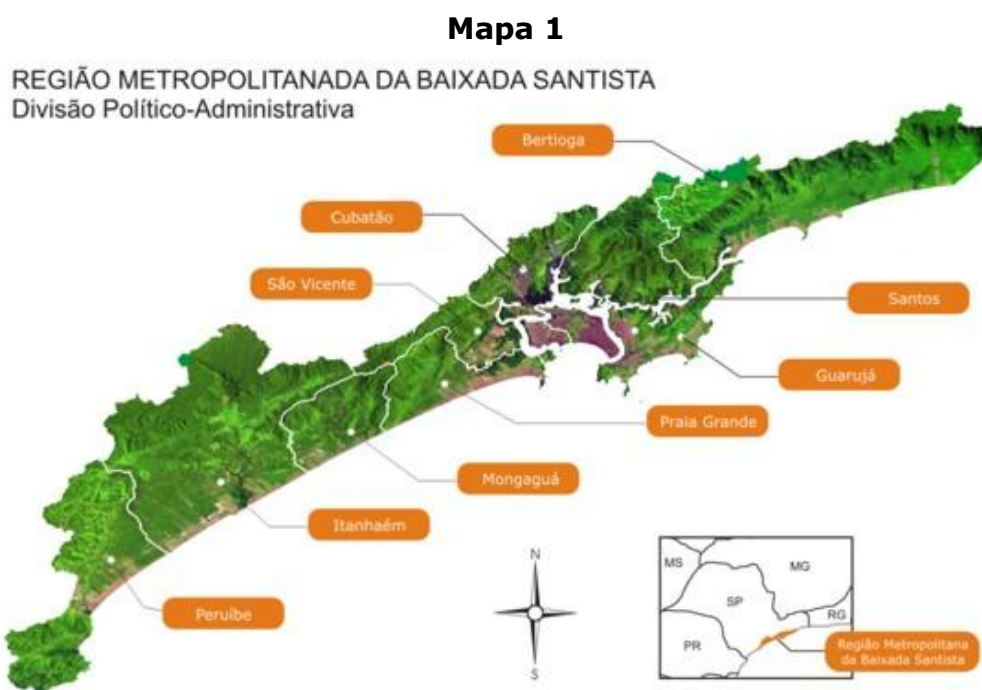 Mapa 1
REGIÃO METROPOLITANADA DA BAIXADA SANTISTA
Divisão Político-Administrativa
Bertioga
Cubatão
São Vicente
Santos
Guarujá
Praia Grande
Mongaguá
Itanhaém
Peruíbe
N
S
MS
MG
SP
RG
PR
Região Metropolitana
da Baixada Santista